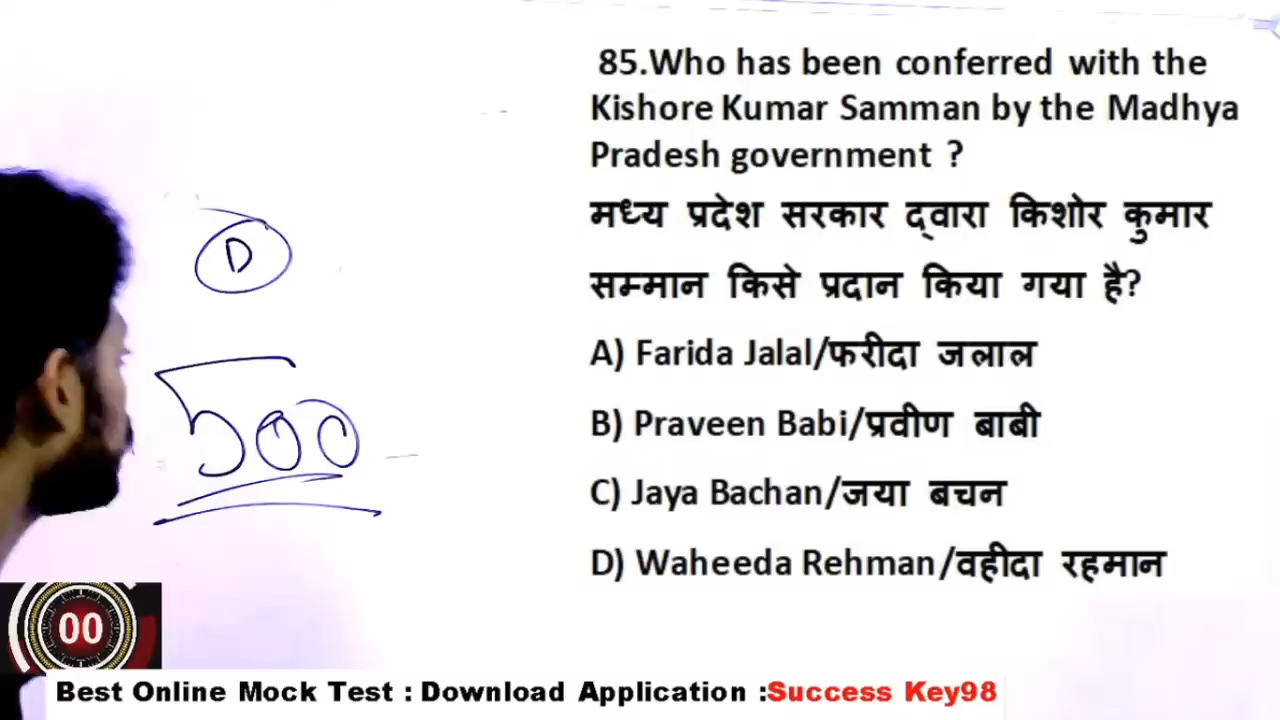 85.Who has been conferred with the
Kishore Kumar Samman by the Madhya
Pradesh government ?
मध्य प्रदेश सरकार द्वारा किशोर कुमार
सम्मान किसे प्रदान किया गया है?
A) Farida Jalal/फरीदा जलाल
B) Praveen Babi/प्रवीण बाबी
C) Jaya Bachan/जया बचन
D) Waheeda Rehman/वहीदा रहमान
D
500
00
Best Online Mock Test : Download Application :Success Key98